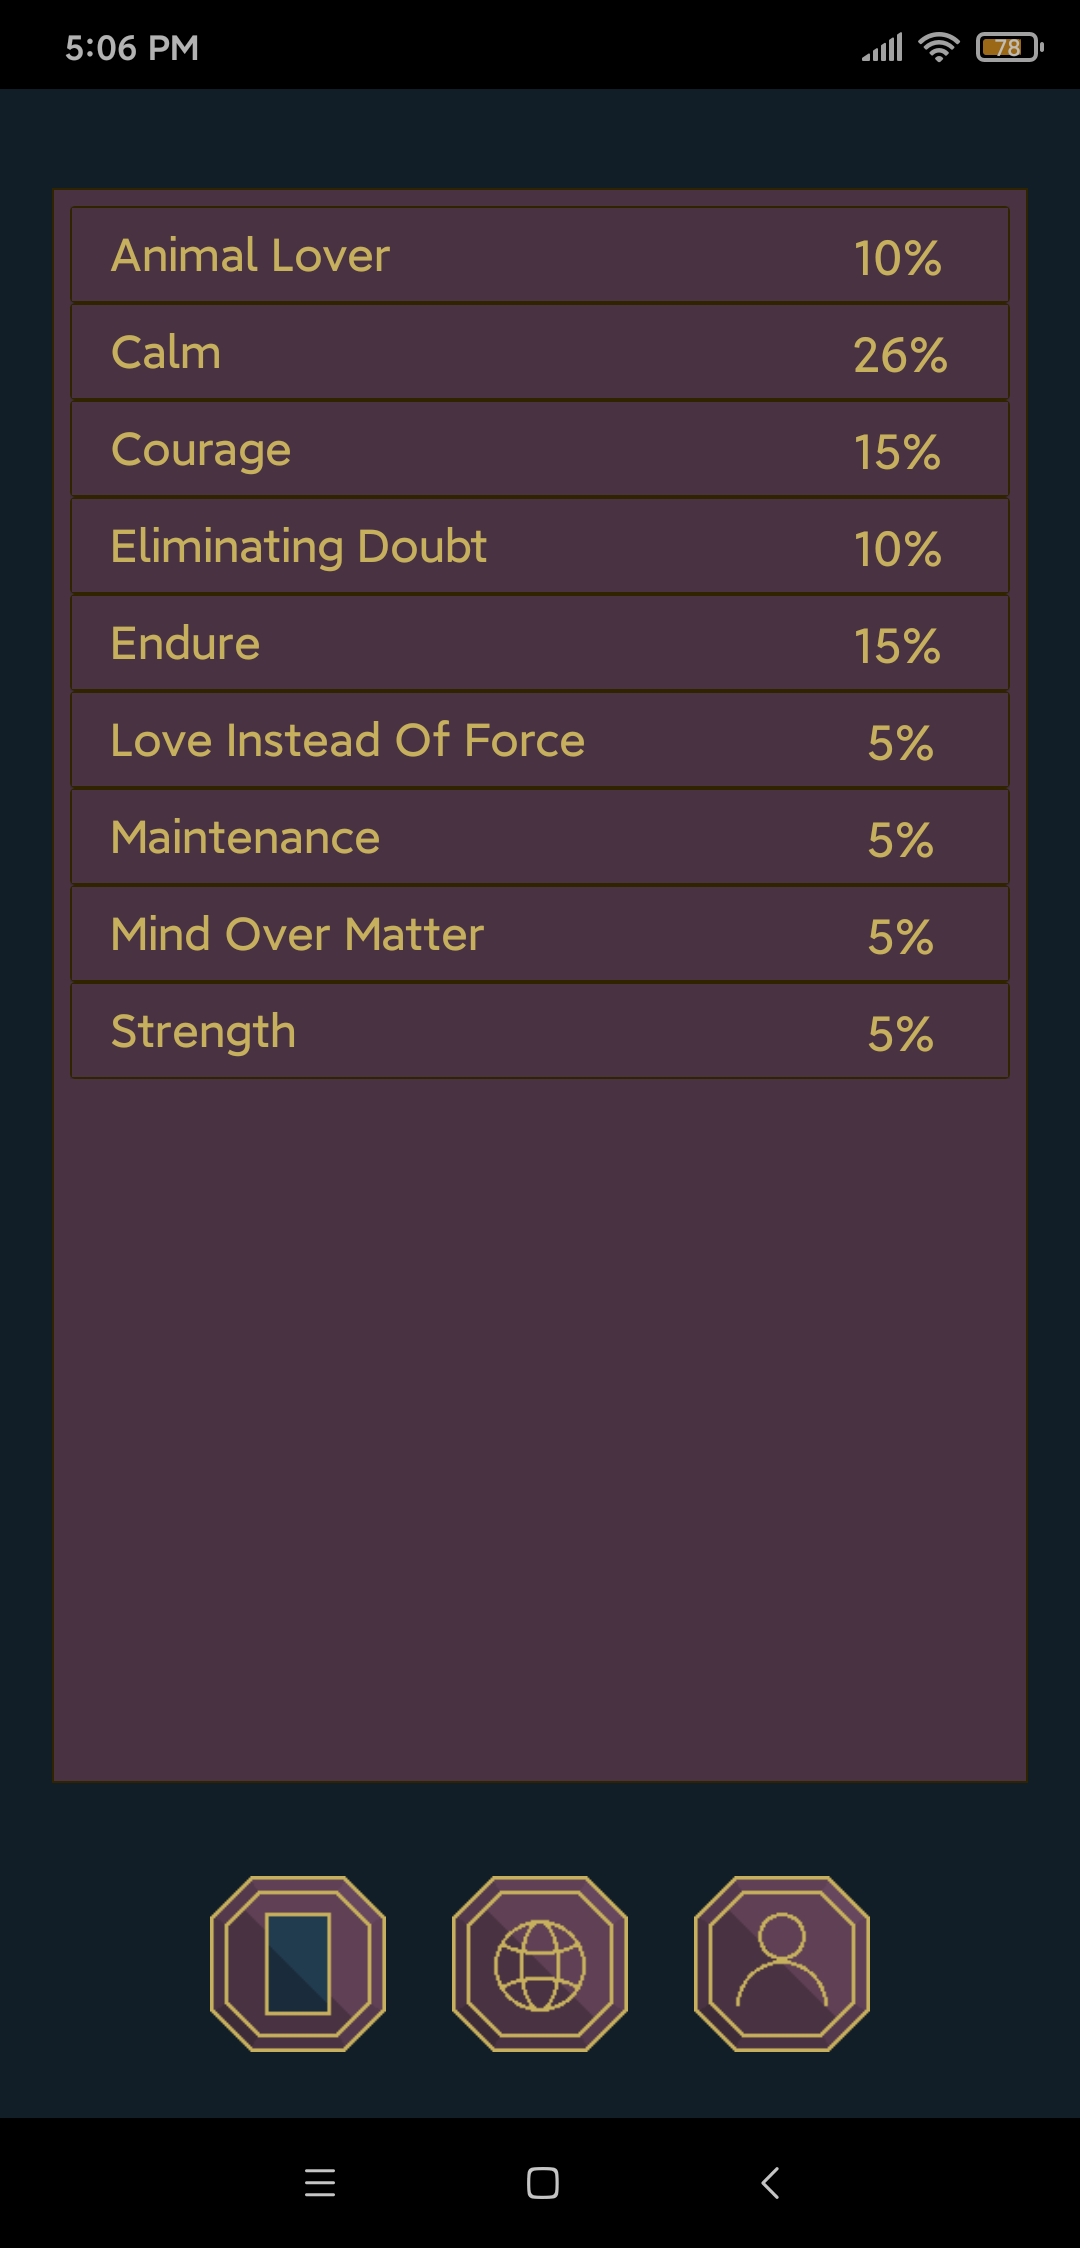 5:06 PM 78
Animal Lover 10%
Calm 26%
Courage 15%
Eliminating Doubt 10%
Endure 15%
Love Instead Of Force 5%
Maintenance 5%
Mind Over Matter 5%
Strength 5%